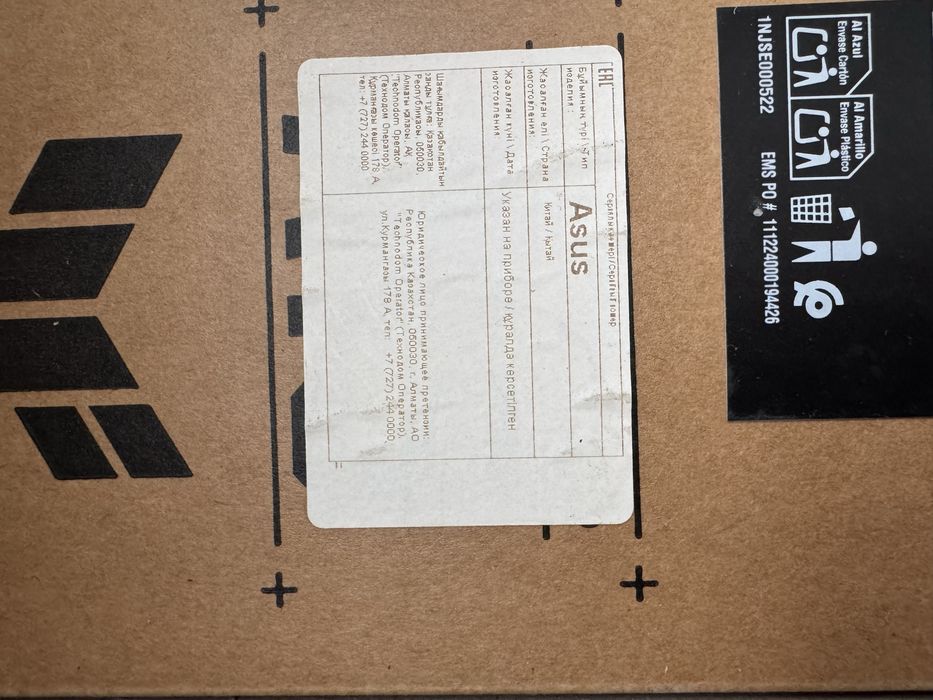 EAC
Сериялық нөмері/Серийный номер
Бұйымның түрі \ Тип
изделия:
Asus
Жасалған елі \ Страна
изготовления:
Китай / Қытай
Жасалған күні \ Дата
изготовления
Указан на приборе / құралда көрсетілген
Шағымдарды қабылдайтын
заңды тұлға: Қазақстан
Республикасы, 050030,
Алматы қаласы, АҚ
"Technodom Operator"
(Технодом Оператор),
Құрманғазы көшесі 178 А,
тел: +7 (727) 244 0000
Юридическое лицо принимающее претензии:
Республика Казахстан, 050030, г. Алматы, АО
"Technodom Operator" (Технодом Оператор),
ул.Курмангазы 178 А, тел: +7 (727) 244 0000,
Al Azul
Envase Cartón
Al Amarillo
Envase Plástico
1NJSE000522
EMS PO # 111224000194426